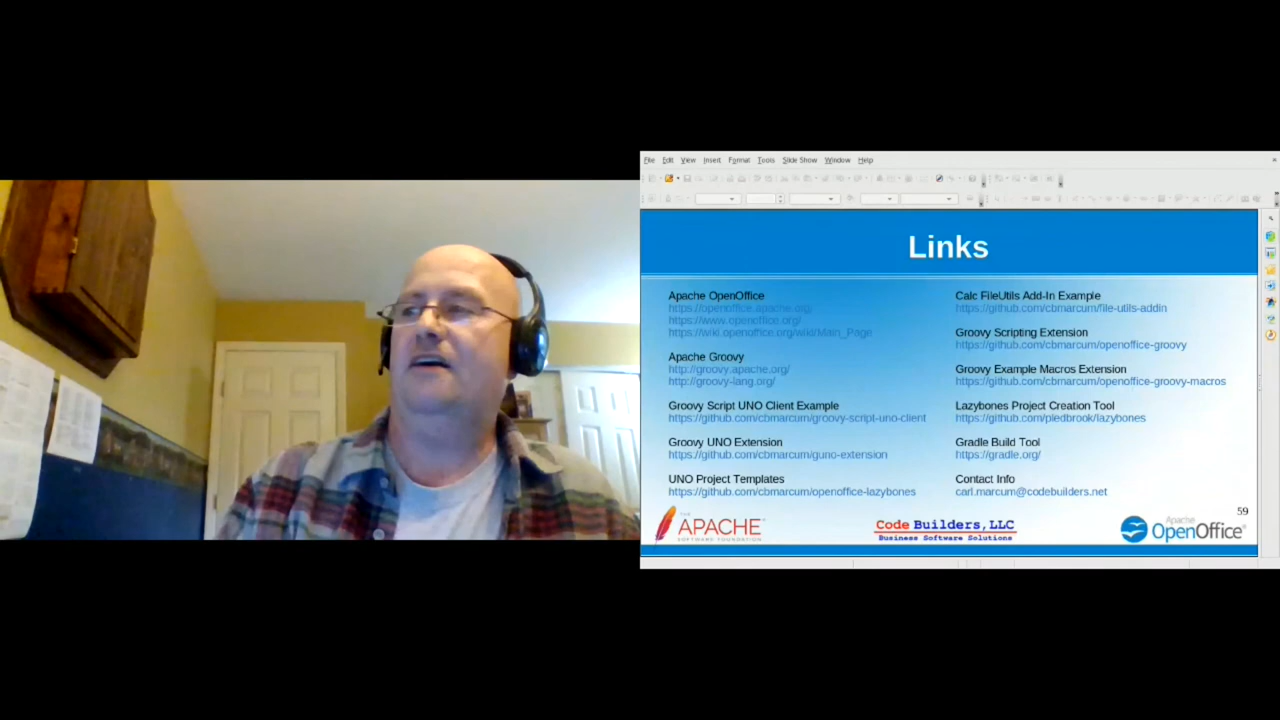 File Edit View Insert Format Tools Slide Show Window Help
Links
Apache OpenOffice
https://openoffice.apache.org/
https://www.openoffice.org/
https://wiki.openoffice.org/wiki/Main_Page
Apache Groovy
http://groovy.apache.org/
http://groovy-lang.org/
Groovy Script UNO Client Example
https://github.com/cbmarcum/groovy-script-uno-client
Groovy UNO Extension
https://github.com/cbmarcum/guno-extension
UNO Project Templates
https://github.com/cbmarcum/openoffice-lazybones
Calc FileUtils Add-In Example
https://github.com/cbmarcum/file-utils-addin
Groovy Scripting Extension
https://github.com/cbmarcum/openoffice-groovy
Groovy Example Macros Extension
https://github.com/cbmarcum/openoffice-groovy-macros
Lazybones Project Creation Tool
https://github.com/pledbrook/lazybones
Gradle Build Tool
https://gradle.org/
Contact Info
carl.marcum@codebuilders.net
59
THE
APACHE
SOFTWARE FOUNDATION
Code Builders, LLC
Business Software Solutions
Apache
OpenOffice